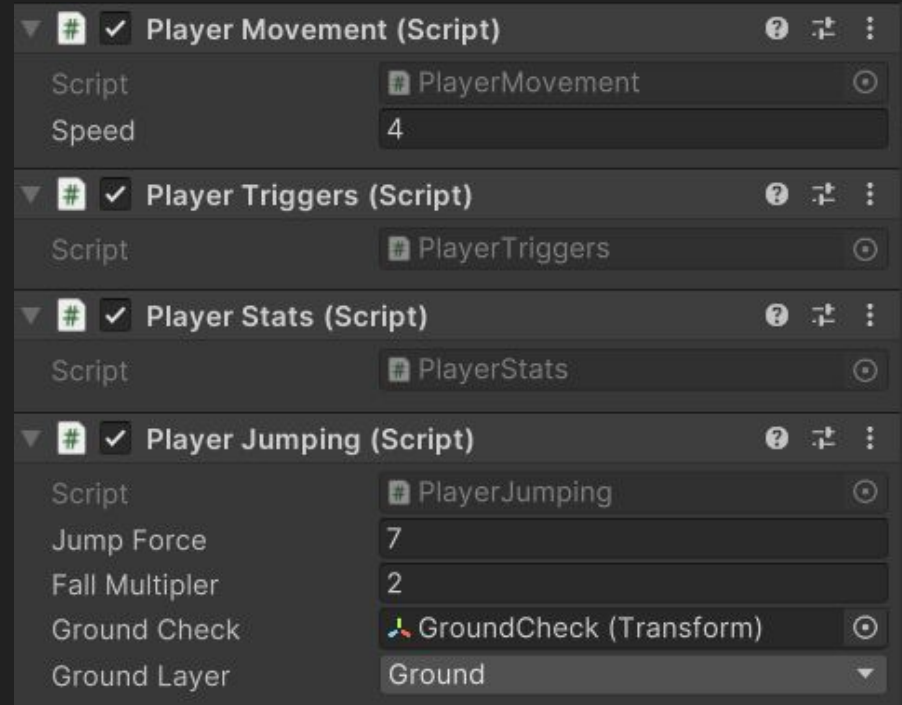 # Player Movement (Script)
Script # PlayerMovement
Speed 4
# Player Triggers (Script)
Script # PlayerTriggers
# Player Stats (Script)
Script # PlayerStats
# Player Jumping (Script)
Script # PlayerJumping
Jump Force 7
Fall Multipler 2
Ground Check GroundCheck (Transform)
Ground Layer Ground